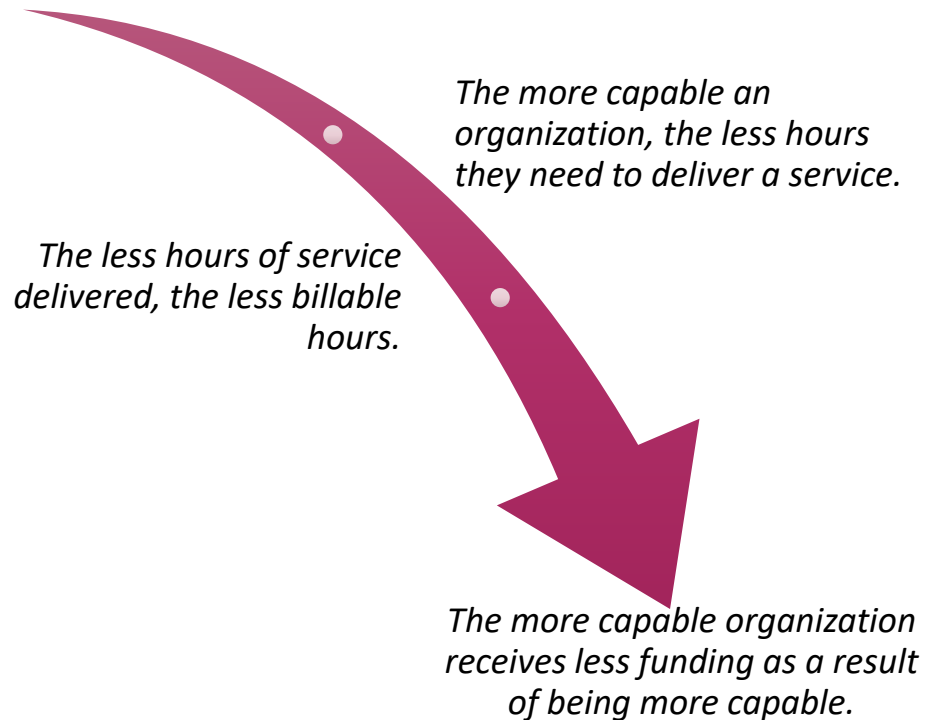 The more capable an
organization, the less hours
they need to deliver a service.
The less hours of service
delivered, the less billable
hours.
The more capable organization
receives less funding as a result
of being more capable.